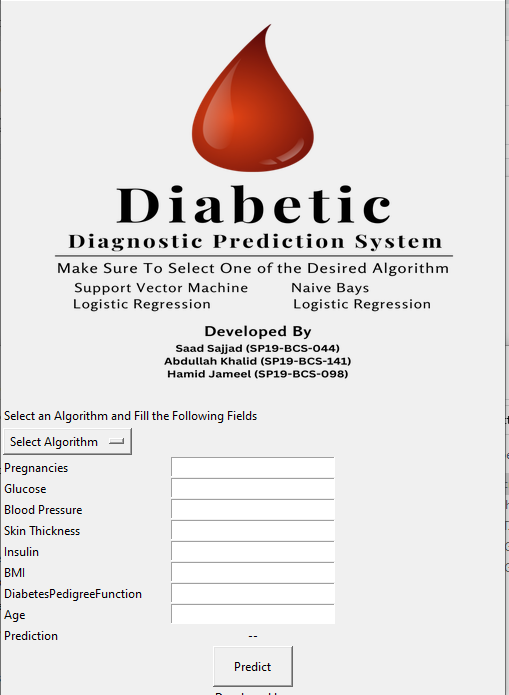 Diabetic
Diagnostic Prediction System
Make Sure To Select One of the Desired Algorithm
Support Vector Machine Naive Bays
Logistic Regression Logistic Regression
Developed By
Saad Sajjad (SP19-BCS-044)
Abdullah Khalid (SP19-BCS-141)
Hamid Jameel (SP19-BCS-098)
Select an Algorithm and Fill the Following Fields
Select Algorithm
Pregnancies
Glucose
Blood Pressure
Skin Thickness
Insulin
BMI
DiabetesPedigreeFunction
Age
Prediction --
Predict